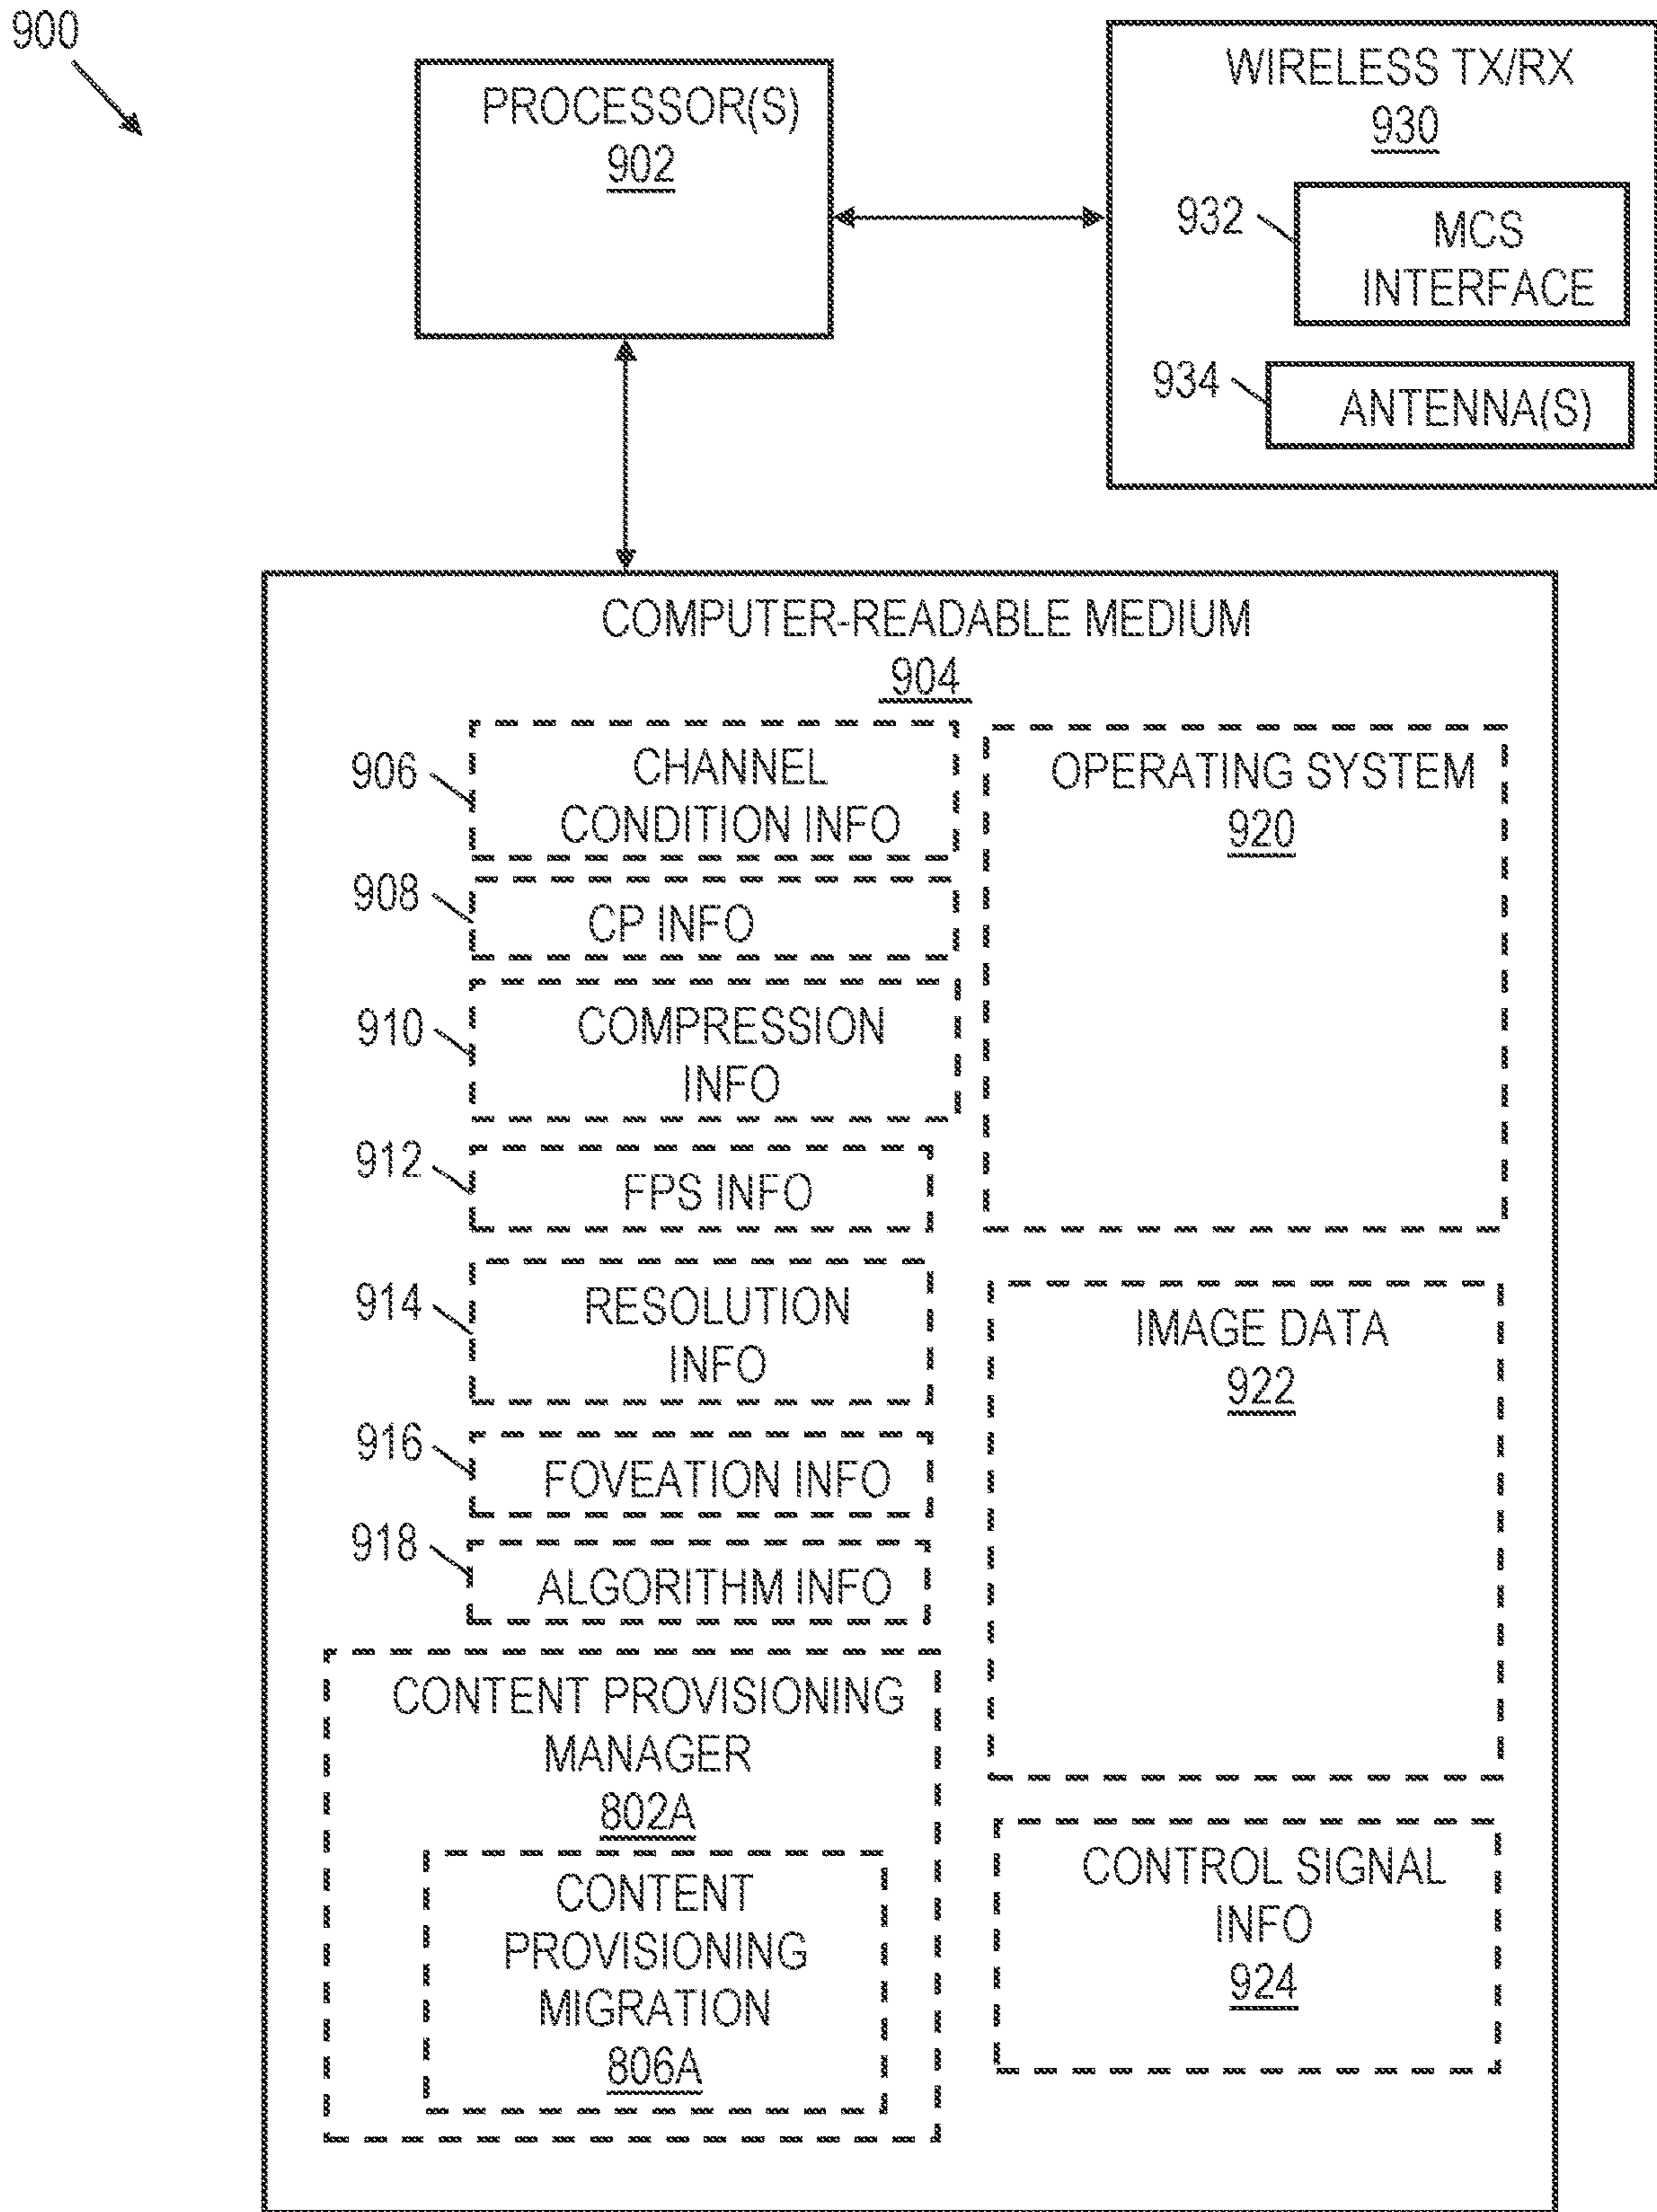 900
PROCESSOR(S)
902
WIRELESS TX/RX
930
932
MCS
INTERFACE
934
ANTENNA(S)
COMPUTER-READABLE MEDIUM
904
906
CHANNEL
CONDITION INFO
908
CP INFO
910
COMPRESSION
INFO
912
FPS INFO
914
RESOLUTION
INFO
916
FOVEATION INFO
918
ALGORITHM INFO
CONTENT PROVISIONING
MANAGER
802A
CONTENT
PROVISIONING
MIGRATION
806A
OPERATING SYSTEM
920
IMAGE DATA
922
CONTROL SIGNAL
INFO
924